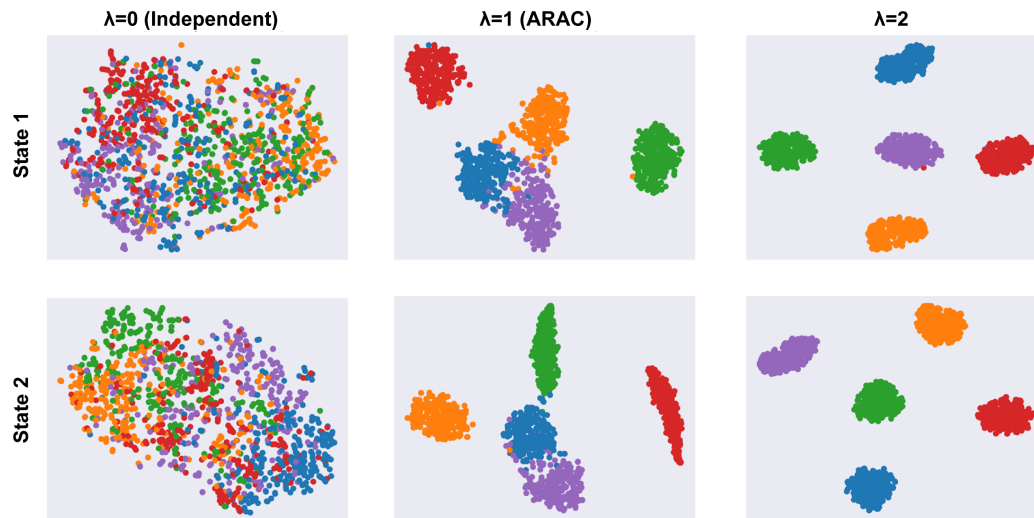 λ=0 (Independent)
λ=1 (ARAC)
λ=2
State 1
State 2